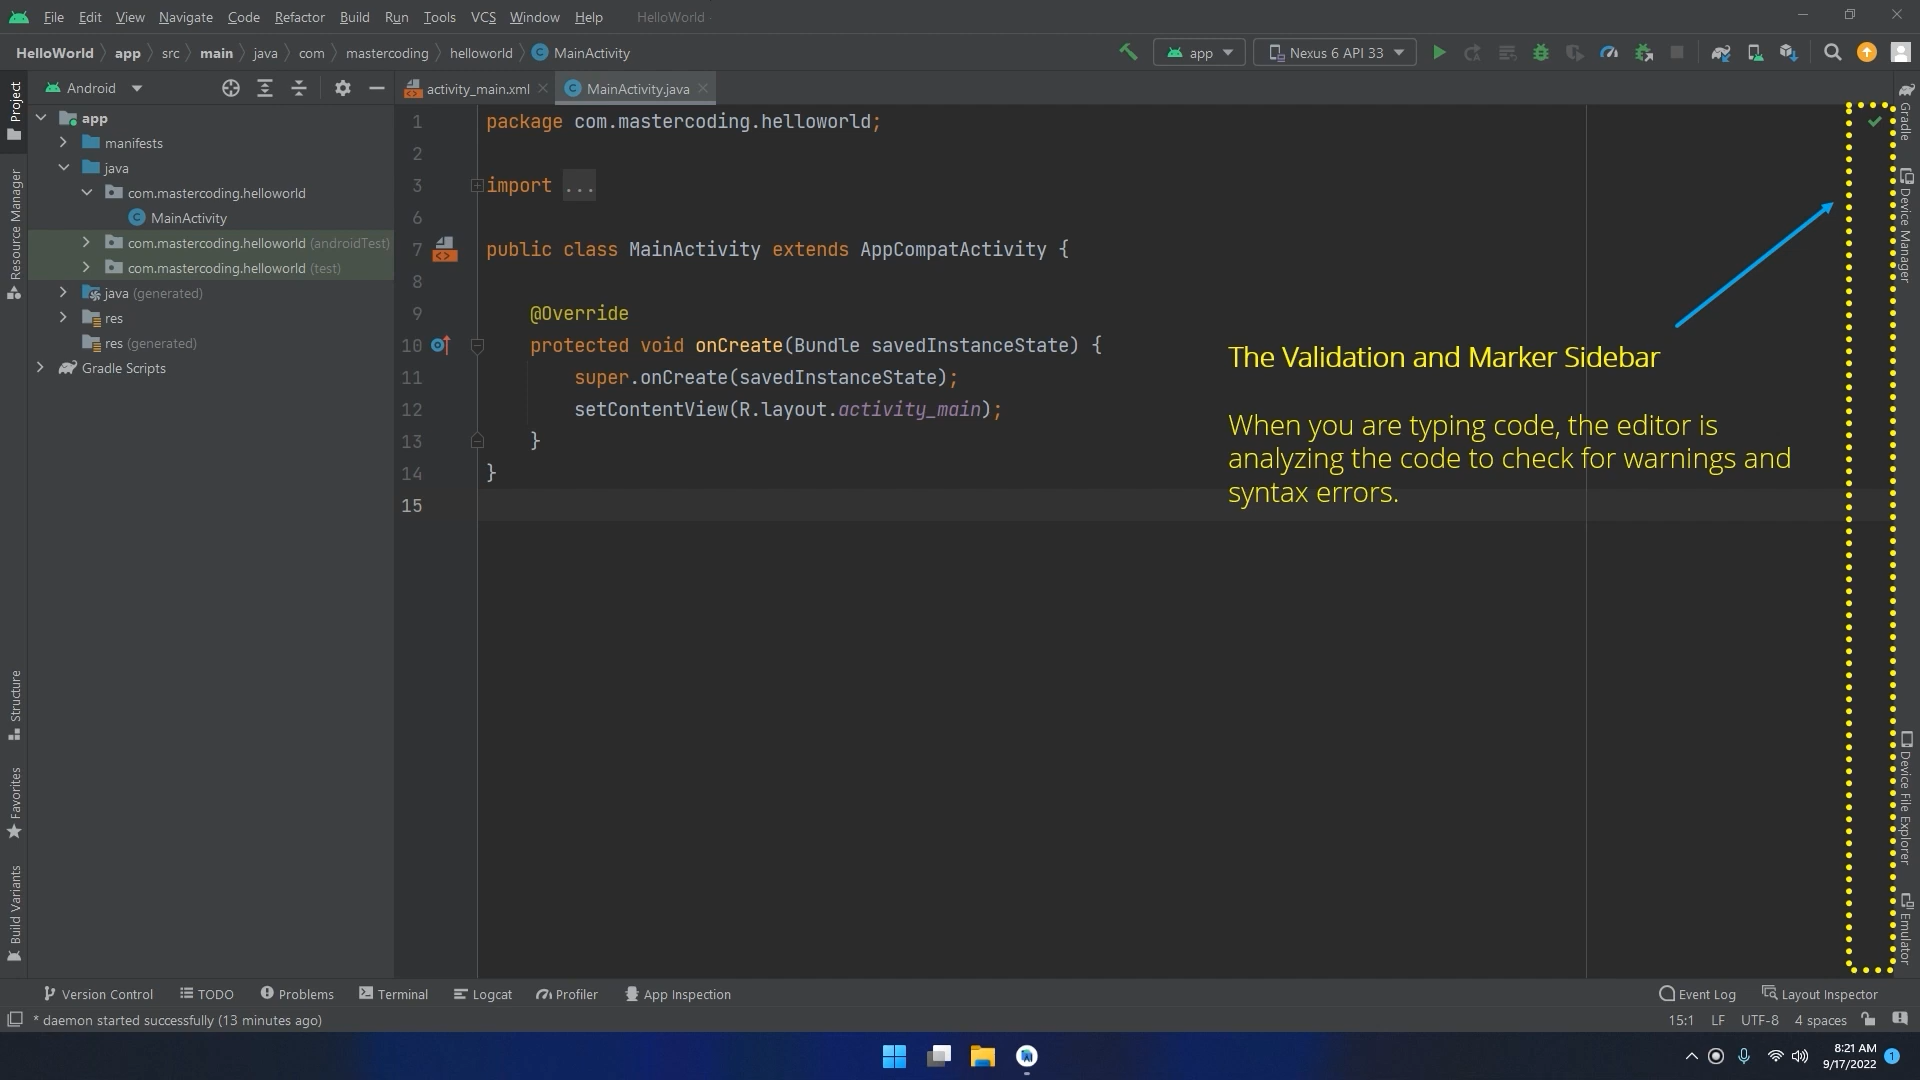 File Edit View Navigate Code Refactor Build Run Tools VCS Window Help HelloWorld
HelloWorld app src main java com mastercoding helloworld C MainActivity
app Nexus 6 API 33
Project
Resource Manager
Structure
Favorites
Build Variants
Android
app
manifests
java
com.mastercoding.helloworld
C MainActivity
com.mastercoding.helloworld (androidTest)
com.mastercoding.helloworld (test)
java (generated)
res
res (generated)
Gradle Scripts
activity_main.xml C MainActivity.java
1 package com.mastercoding.helloworld;
2
3 import ...
6
7 public class MainActivity extends AppCompatActivity {
8
9 @Override
10 protected void onCreate(Bundle savedInstanceState) {
11 super.onCreate(savedInstanceState);
12 setContentView(R.layout.activity_main);
13 }
14 }
15
The Validation and Marker Sidebar
When you are typing code, the editor is
analyzing the code to check for warnings and
syntax errors.
Gradle
Device Manager
Device File Explorer
Emulator
Version Control TODO Problems Terminal Logcat Profiler App Inspection Event Log Layout Inspector
* daemon started successfully (13 minutes ago) 15:1 LF UTF-8 4 spaces
8:21 AM
9/17/2022
1